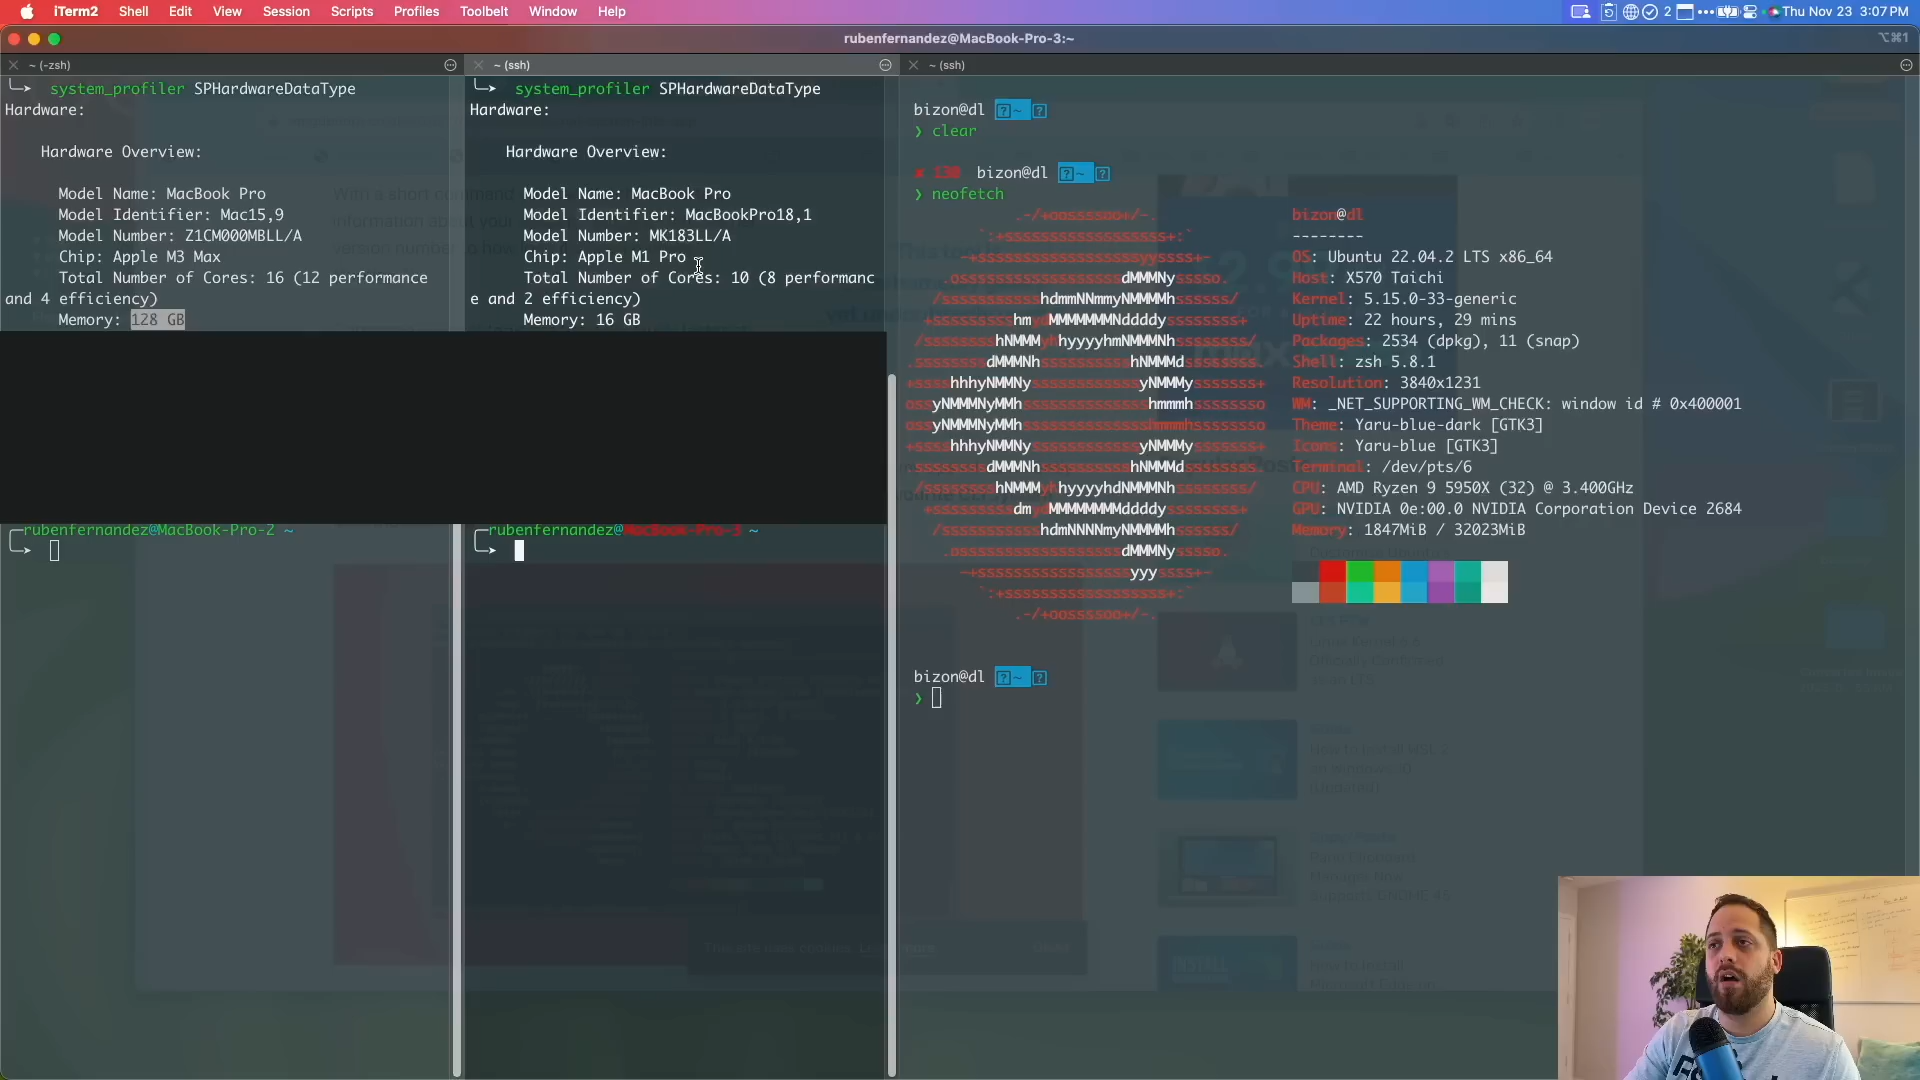 iTerm2 Shell Edit View Session Scripts Profiles Toolbelt Window Help 2 Thu Nov 23 3:07 PM
rubenfernandez@MacBook-Pro-3:~ ⌥⌘1
~ (-zsh)
system_profiler SPHardwareDataType
Hardware:
Hardware Overview:
Model Name: MacBook Pro
Model Identifier: Mac15,9
Model Number: Z1CM000MBLL/A
Chip: Apple M3 Max
Total Number of Cores: 16 (12 performance
and 4 efficiency)
Memory: 128 GB
rubenfernandez@MacBook-Pro-2 ~
~ (ssh)
system_profiler SPHardwareDataType
Hardware:
Hardware Overview:
Model Name: MacBook Pro
Model Identifier: MacBookPro18,1
Model Number: MK183LL/A
Chip: Apple M1 Pro
Total Number of Cores: 10 (8 performanc
e and 2 efficiency)
Memory: 16 GB
rubenfernandez@MacBook-Pro-3 ~
~ (ssh)
bizon@dl ~
❯ clear
✘ 130 bizon@dl ~
❯ neofetch
bizon@dl
--------
OS: Ubuntu 22.04.2 LTS x86_64
Host: X570 Taichi
Kernel: 5.15.0-33-generic
Uptime: 22 hours, 29 mins
Packages: 2534 (dpkg), 11 (snap)
Shell: zsh 5.8.1
Resolution: 3840x1231
WM: _NET_SUPPORTING_WM_CHECK: window id # 0x400001
Theme: Yaru-blue-dark [GTK3]
Icons: Yaru-blue [GTK3]
Terminal: /dev/pts/6
CPU: AMD Ryzen 9 5950X (32) @ 3.400GHz
GPU: NVIDIA 0e:00.0 NVIDIA Corporation Device 2684
Memory: 1847MiB / 32023MiB
bizon@dl ~
❯